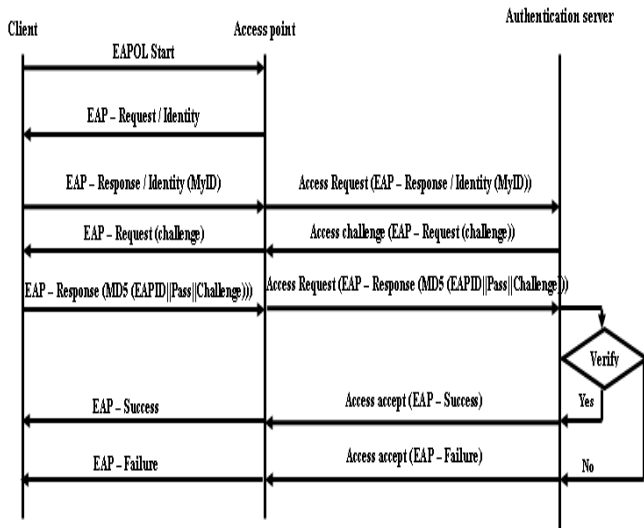 Client
Access point
Authentication server
EAPOL Start
EAP – Request / Identity
EAP – Response / Identity (MyID)
Access Request (EAP – Response / Identity (MyID))
EAP – Request (challenge)
Access challenge (EAP – Request (challenge))
EAP – Response (MD5 (EAPID||Pass||Challenge)))
Access Request (EAP – Response (MD5 (EAPID||Pass||Challenge)))
Verify
Yes
EAP – Success
Access accept (EAP – Success)
EAP – Failure
Access accept (EAP – Failure)
No